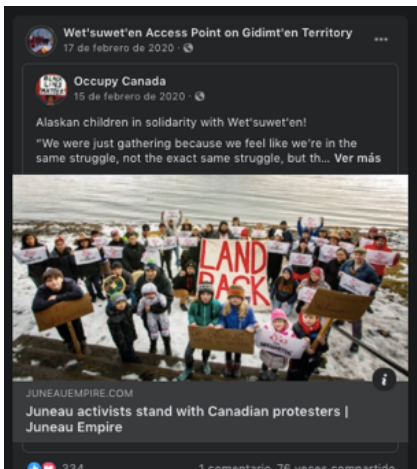 Wet'suwet'en Access Point on Gidimt'en Territory
17 de febrero de 2020 ·
Occupy Canada
15 de febrero de 2020 ·
Alaskan children in solidarity with Wet'suwet'en!
"We were just gathering because we feel like we're in the
same struggle, not the exact same struggle, but th... Ver más
LAND
BACK
JUNEAUEMPIRE.COM
Juneau activists stand with Canadian protesters |
Juneau Empire
334
1 comentario 76 veces compartido